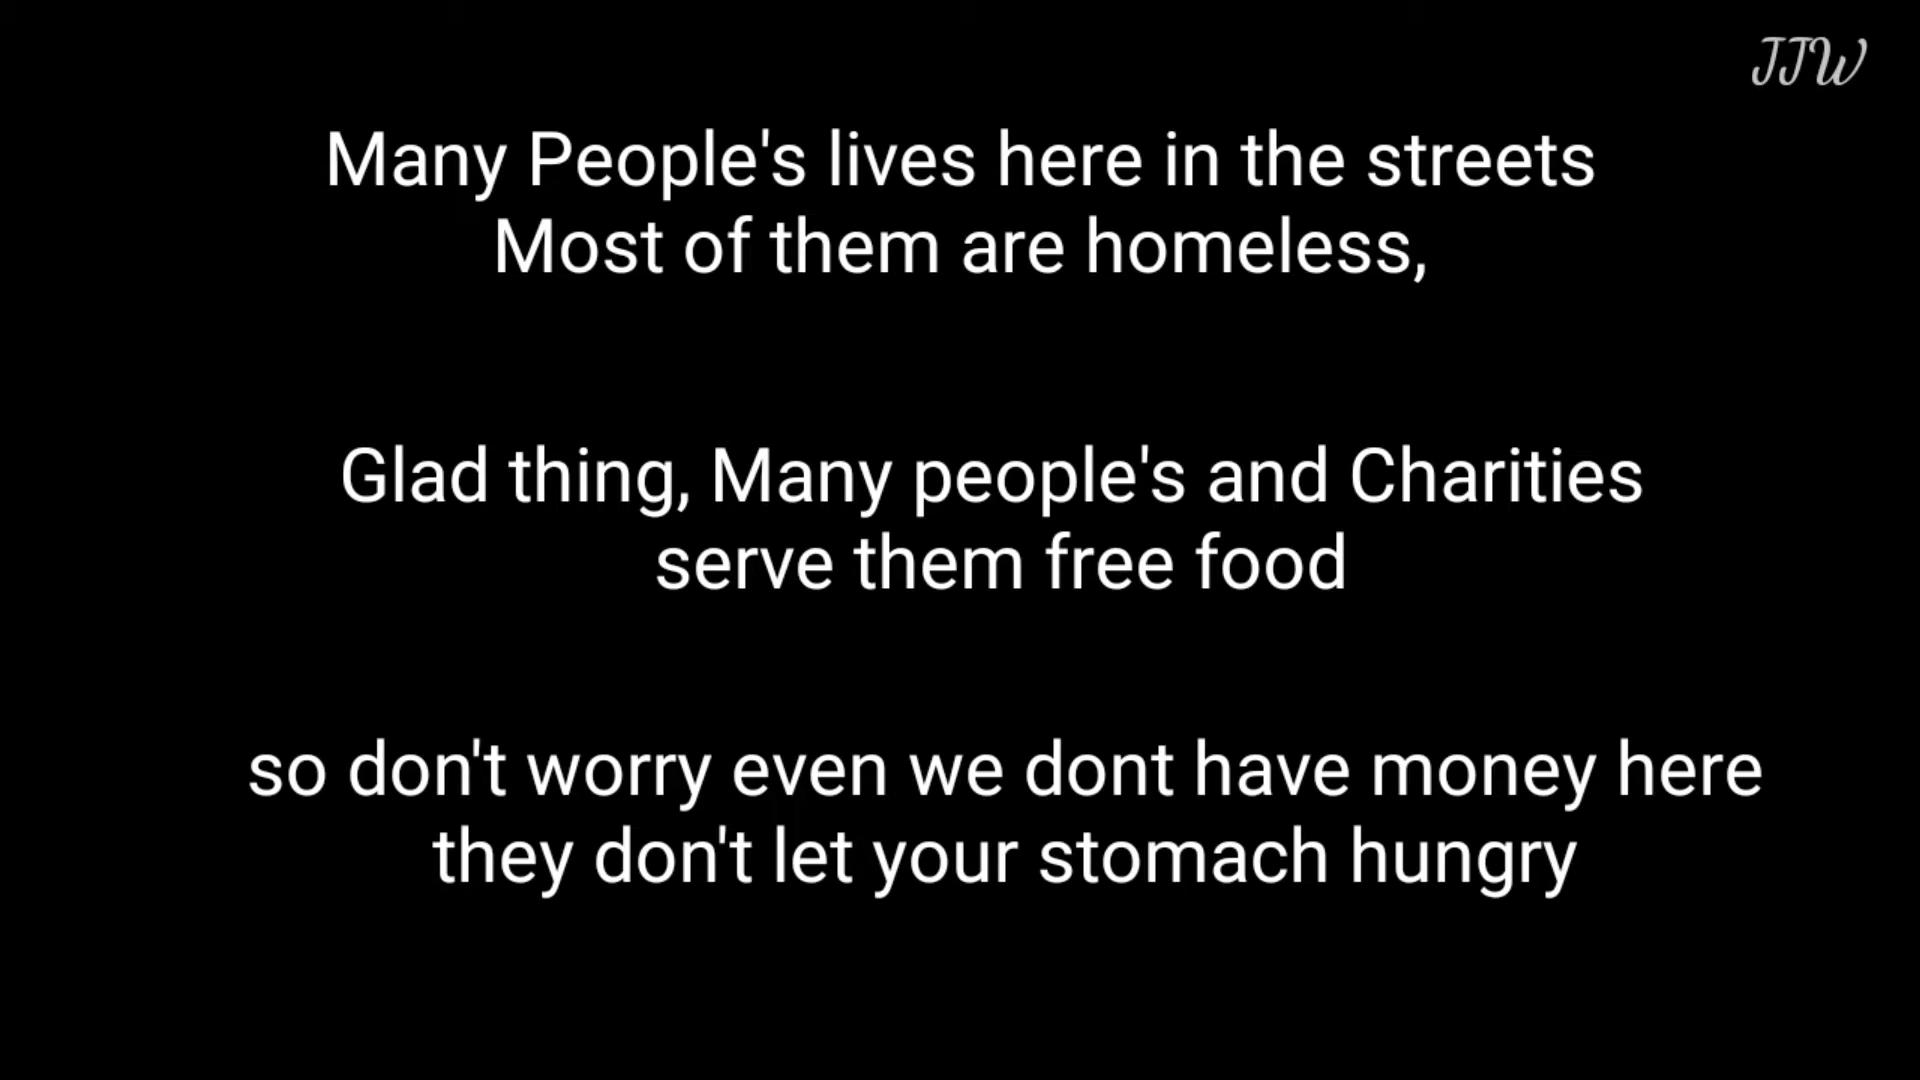 JJW
Many People's lives here in the streets
Most of them are homeless,
Glad thing, Many people's and Charities
serve them free food
so don't worry even we dont have money here
they don't let your stomach hungry